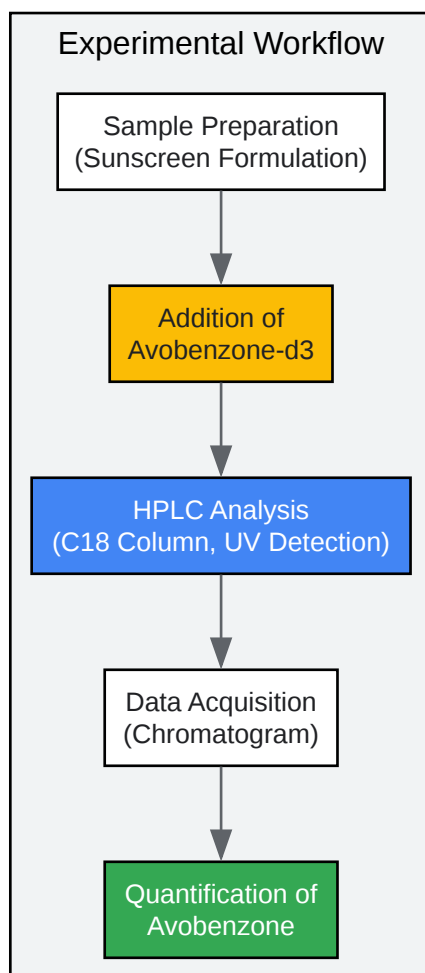 Experimental Workflow
Sample Preparation
(Sunscreen Formulation)
Addition of
Avobenzone-d3
HPLC Analysis
(C18 Column, UV Detection)
Data Acquisition
(Chromatogram)
Quantification of
Avobenzone